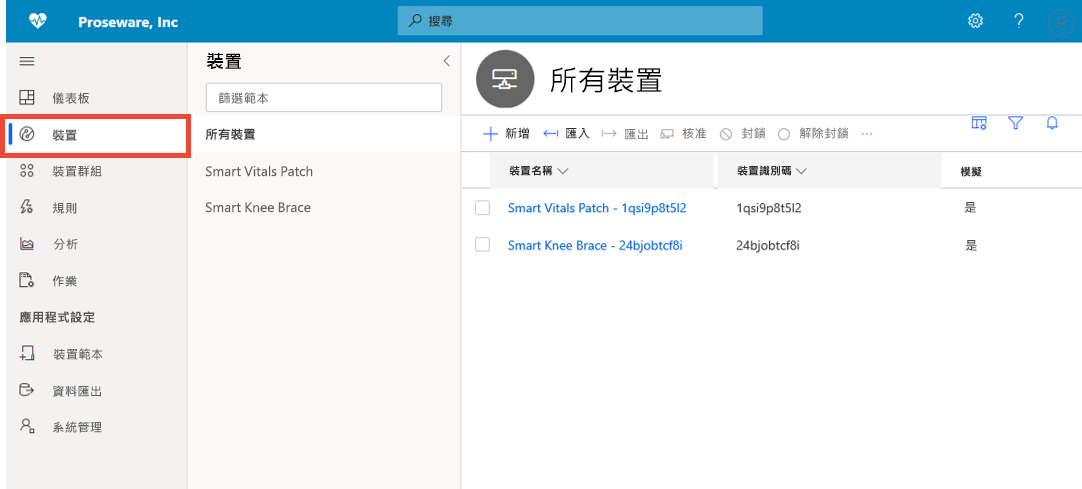 Proseware, Inc
搜尋
?
儀表板
裝置
裝置群組
規則
分析
作業
應用程式設定
裝置範本
資料匯出
系統管理
裝置
篩選範本
所有裝置
Smart Vitals Patch
Smart Knee Brace
所有裝置
新增 匯入 匯出 核准 封鎖 解除封鎖 ···
裝置名稱 裝置識別碼 模擬
Smart Vitals Patch - 1qsi9p8t5l2 1qsi9p8t5l2 是
Smart Knee Brace - 24bjobtcf8i 24bjobtcf8i 是